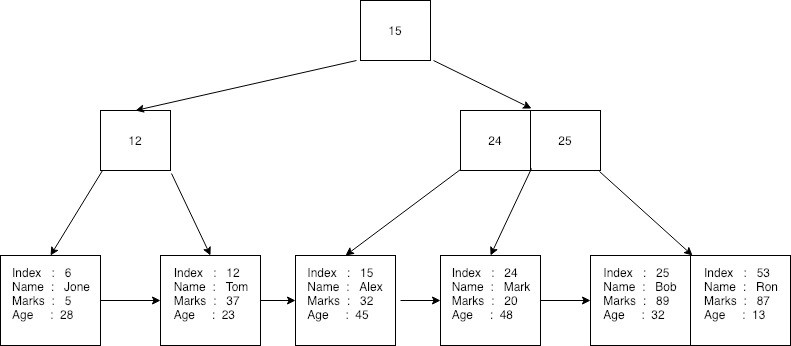 15
12
24 25
Index : 6
Name : Jone
Marks : 5
Age : 28
Index : 12
Name : Tom
Marks : 37
Age : 23
Index : 15
Name : Alex
Marks : 32
Age : 45
Index : 24
Name : Mark
Marks : 20
Age : 48
Index : 25
Name : Bob
Marks : 89
Age : 32
Index : 53
Name : Ron
Marks : 87
Age : 13